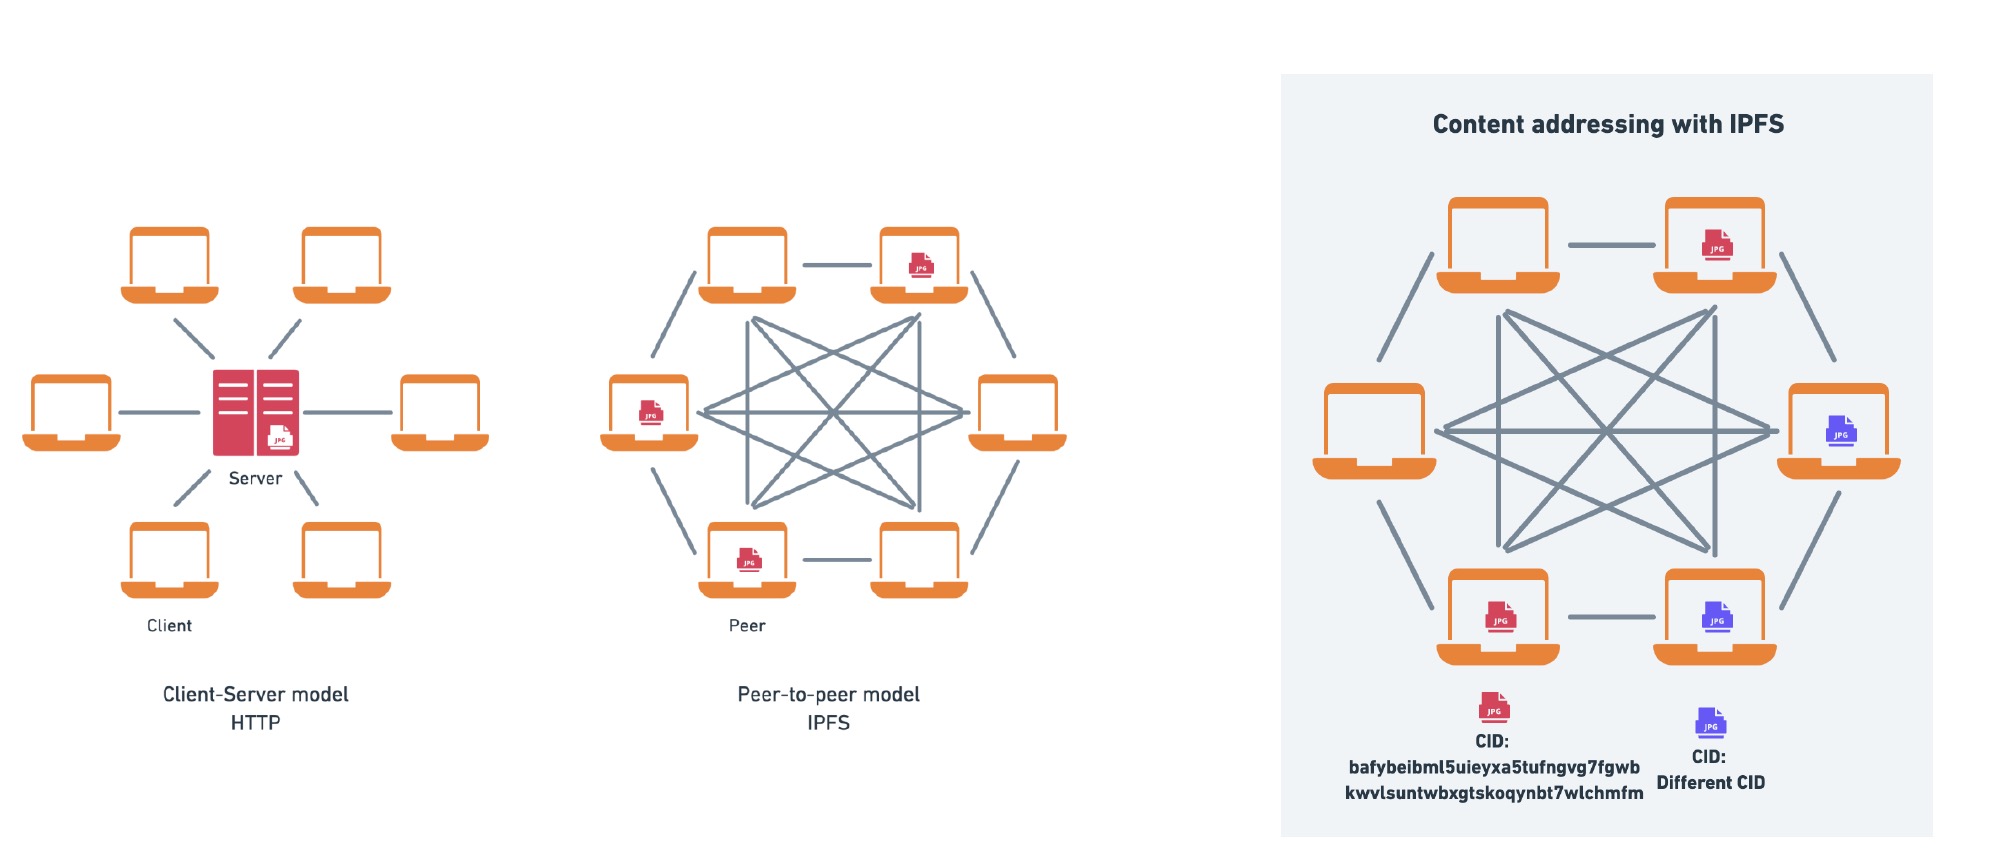 JPG
Server
Client
Client-Server model
HTTP
JPG
JPG
JPG
Peer
Peer-to-peer model
IPFS
Content addressing with IPFS
JPG
JPG
JPG
JPG
JPG
CID:
bafybeibml5uieyxa5tufngvg7fgwb
kwvlsuntwbxgtskoqynbt7wlchmfm
JPG
CID:
Different CID